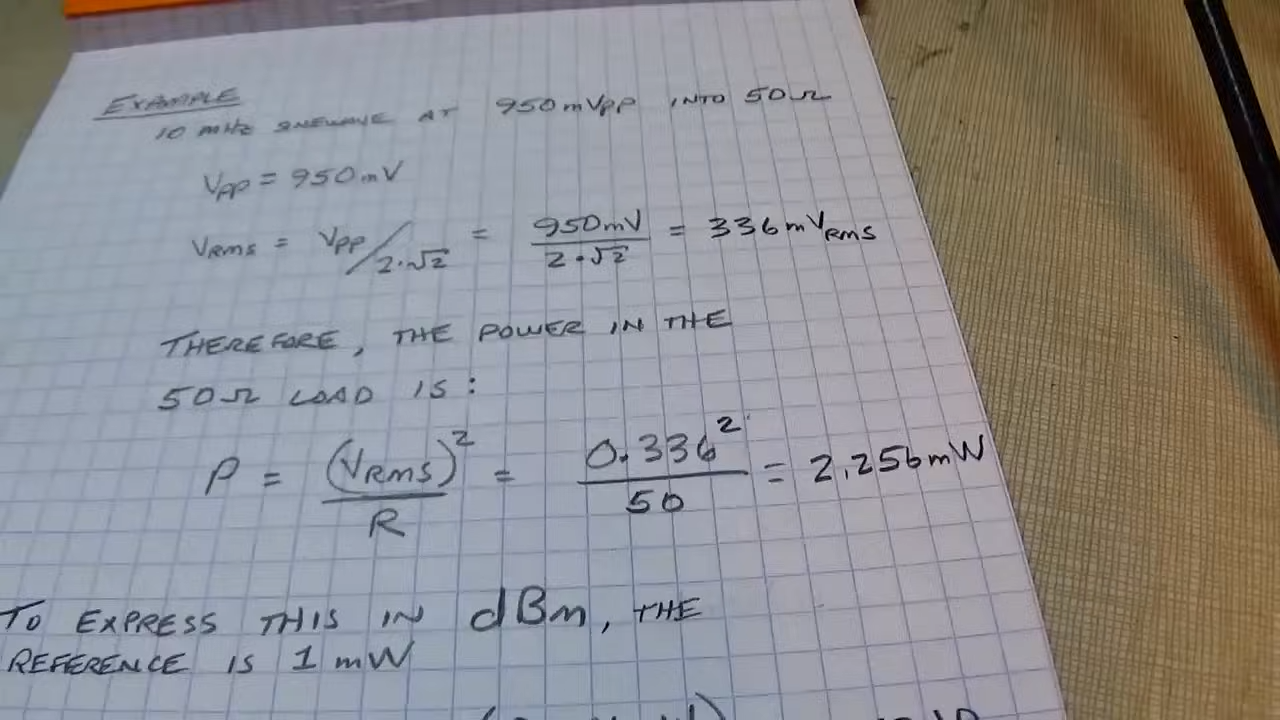 EXAMPLE
10 MHz SINEWAVE AT 950mVpp INTO 50Ω
Vpp = 950mV
VRMS = Vpp/2·√2 = 950mV/2·√2 = 336mVRMS
THEREFORE, THE POWER IN THE
50Ω LOAD IS:
P = (VRMS)²/R = 0.336²/50 = 2.256mW
TO EXPRESS THIS IN dBm, THE
REFERENCE IS 1mW